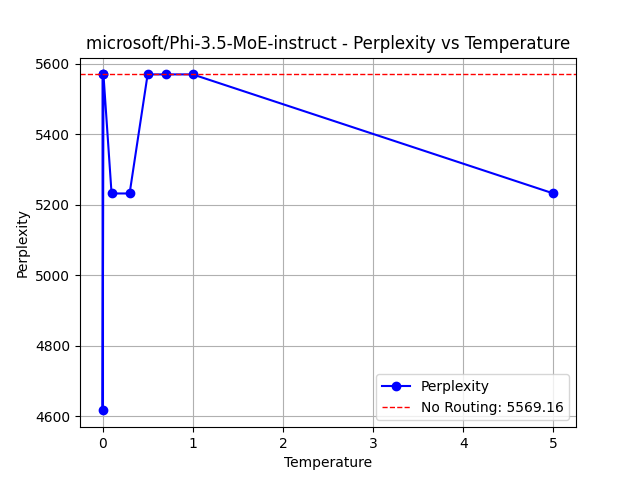 microsoft/Phi-3.5-MoE-instruct - Perplexity vs Temperature
5600
5400
5200
5000
4800
4600
Perplexity
0 1 2 3 4 5
Temperature
Perplexity
No Routing: 5569.16